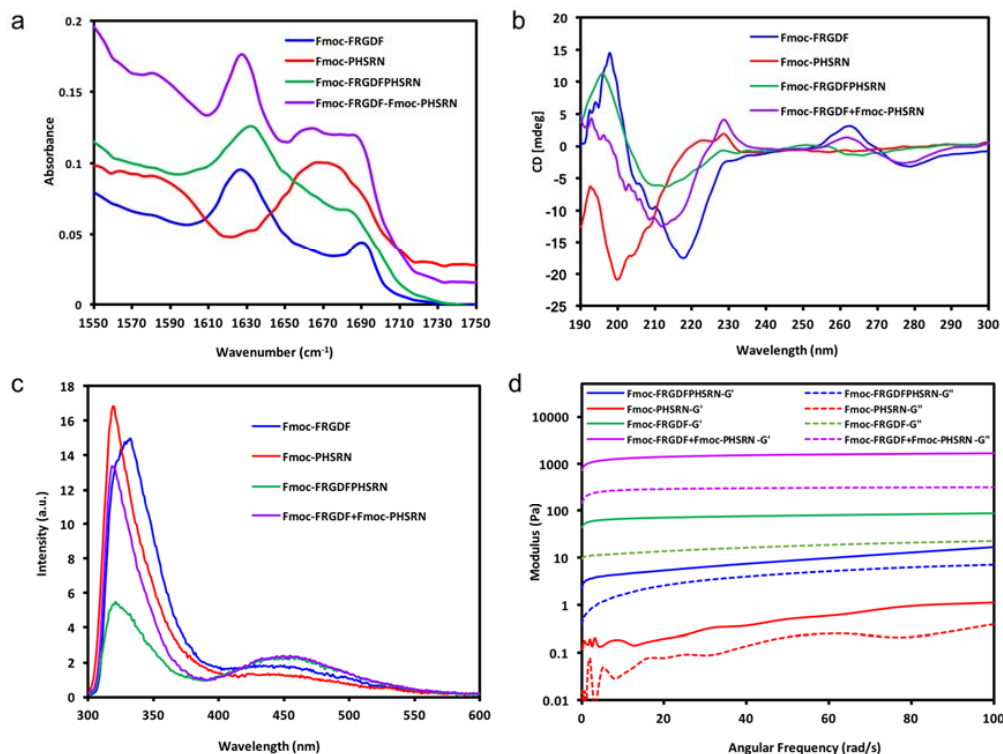 a
0.2
0.15
0.1
0.05
0
Absorbance
1550 1570 1590 1610 1630 1650 1670 1690 1710 1730 1750
Wavenumber (cm⁻¹)
Fmoc-FRGDF
Fmoc-PHSRN
Fmoc-FRGDFPHSRN
Fmoc-FRGDF-Fmoc-PHSRN
b
20
15
10
5
0
-5
-10
-15
-20
-25
CD [mdeg]
190 200 210 220 230 240 250 260 270 280 290 300
Wavelength (nm)
Fmoc-FRGDF
Fmoc-PHSRN
Fmoc-FRGDFPHSRN
Fmoc-FRGDF+Fmoc-PHSRN
c
18
16
14
12
10
8
6
4
2
0
Intensity (a.u.)
300 350 400 450 500 550 600
Wavelength (nm)
Fmoc-FRGDF
Fmoc-PHSRN
Fmoc-FRGDFPHSRN
Fmoc-FRGDF+Fmoc-PHSRN
d
Fmoc-FRGDFPHSRN-G' Fmoc-FRGDFPHSRN-G"
Fmoc-PHSRN-G' Fmoc-PHSRN-G"
Fmoc-FRGDF-G' Fmoc-FRGDF-G"
Fmoc-FRGDF+Fmoc-PHSRN -G' Fmoc-FRGDF+Fmoc-PHSRN -G"
10000
1000
100
10
1
0.1
0.01
Modulus (Pa)
0 20 40 60 80 100
Angular Frequency (rad/s)